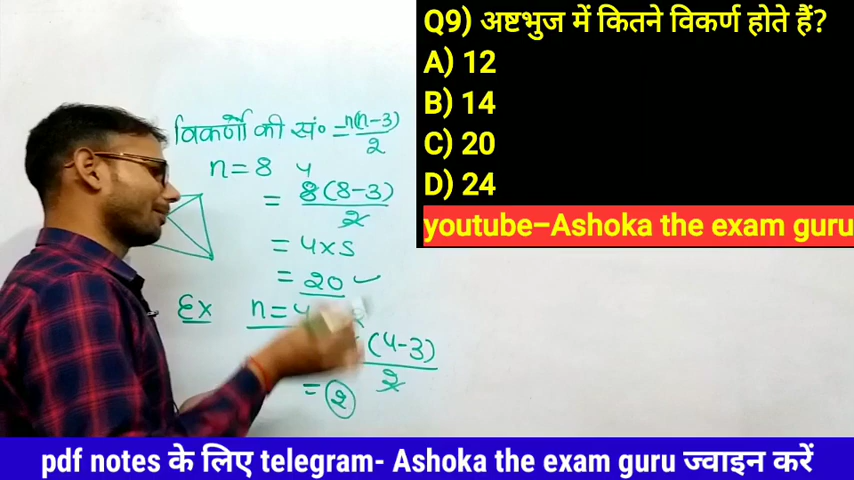 Q9) अष्टभुज में कितने विकर्ण होते हैं?
A) 12
B) 14
C) 20
D) 24
youtube–Ashoka the exam guru
विकर्णों की सं० = n(n-3)/2
n = 8 4
= 8(8-3)/2
= 4x5
= 20 ✓
Ex n = 4
(4-3)/2
= 2
pdf notes के लिए telegram- Ashoka the exam guru ज्वाइन करें